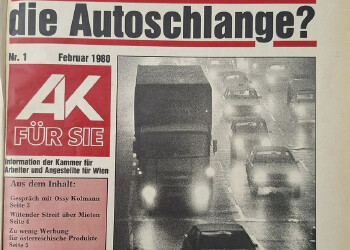 die Autoschlange?
Nr. 1 Februar 1980
AK
FÜR SIE
Information der Kammer für
Arbeiter und Angestellte für Wien
Aus dem Inhalt:
Gespräch mit Ossy Kolmann
Seite 3
Wütender Streit über Mieten
Seite 4
Zu wenig Werbung
für österreichische Produkte
Seite 5